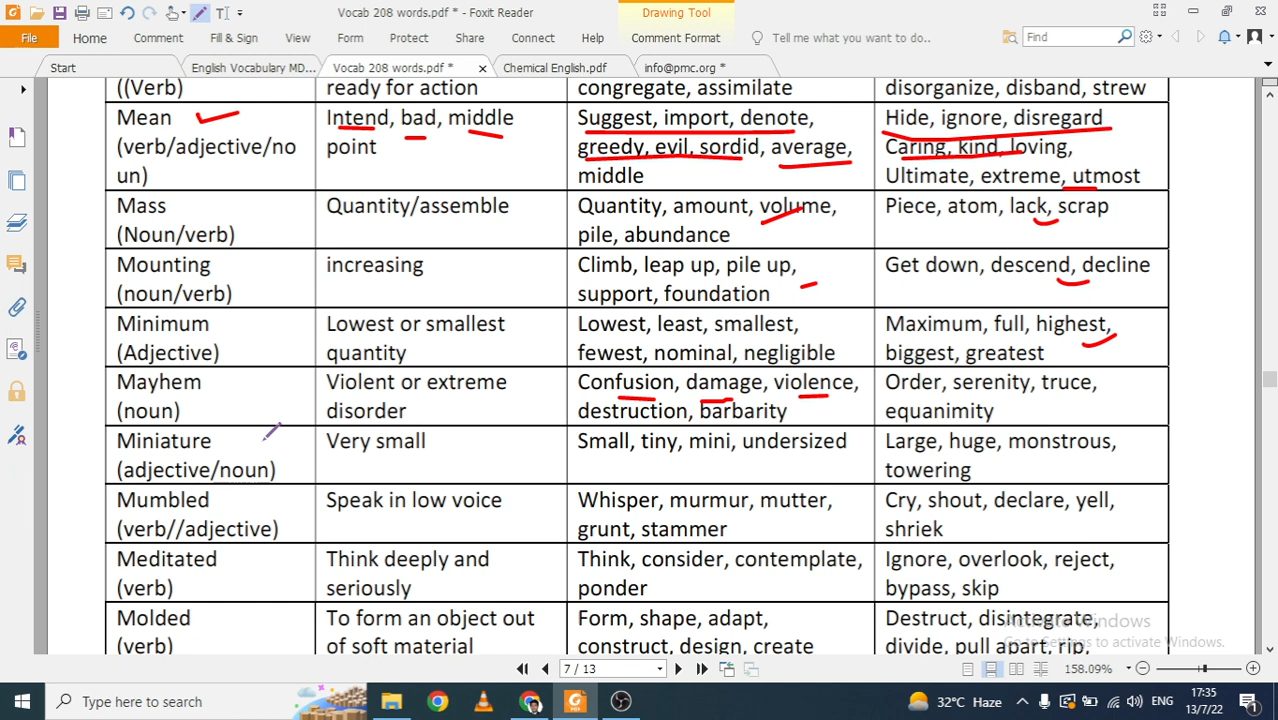 Vocab 208 words.pdf * - Foxit Reader
Drawing Tool
File
Home
Comment
Fill & Sign
View
Form
Protect
Share
Connect
Help
Comment Format
Tell me what you want to do..
Find
Start
English Vocabulary MD...
Vocab 208 words.pdf *
Chemical English.pdf
info@pmc.org *
((Verb)
ready for action
congregate, assimilate
disorganize, disband, strew
Mean
(verb/adjective/no
un)
Intend, bad, middle
point
Suggest, import, denote,
greedy, evil, sordid, average,
middle
Hide, ignore, disregard
Caring, kind, loving,
Ultimate, extreme, utmost
Mass
(Noun/verb)
Quantity/assemble
Quantity, amount, volume,
pile, abundance
Piece, atom, lack, scrap
Mounting
(noun/verb)
increasing
Climb, leap up, pile up,
support, foundation
Get down, descend, decline
Minimum
(Adjective)
Lowest or smallest
quantity
Lowest, least, smallest,
fewest, nominal, negligible
Maximum, full, highest,
biggest, greatest
Mayhem
(noun)
Violent or extreme
disorder
Confusion, damage, violence,
destruction, barbarity
Order, serenity, truce,
equanimity
Miniature
(adjective/noun)
Very small
Small, tiny, mini, undersized
Large, huge, monstrous,
towering
Mumbled
(verb//adjective)
Speak in low voice
Whisper, murmur, mutter,
grunt, stammer
Cry, shout, declare, yell,
shriek
Meditated
(verb)
Think deeply and
seriously
Think, consider, contemplate,
ponder
Ignore, overlook, reject,
bypass, skip
Molded
(verb)
To form an object out
of soft material
Form, shape, adapt,
construct, design, create
Destruct, disintegrate,
divide, pull apart, rip,
Activate Windows
Go to Settings to activate Windows.
7 / 13
158.09%
Type here to search
32°C Haze
ENG
17:35
13/7/22
1